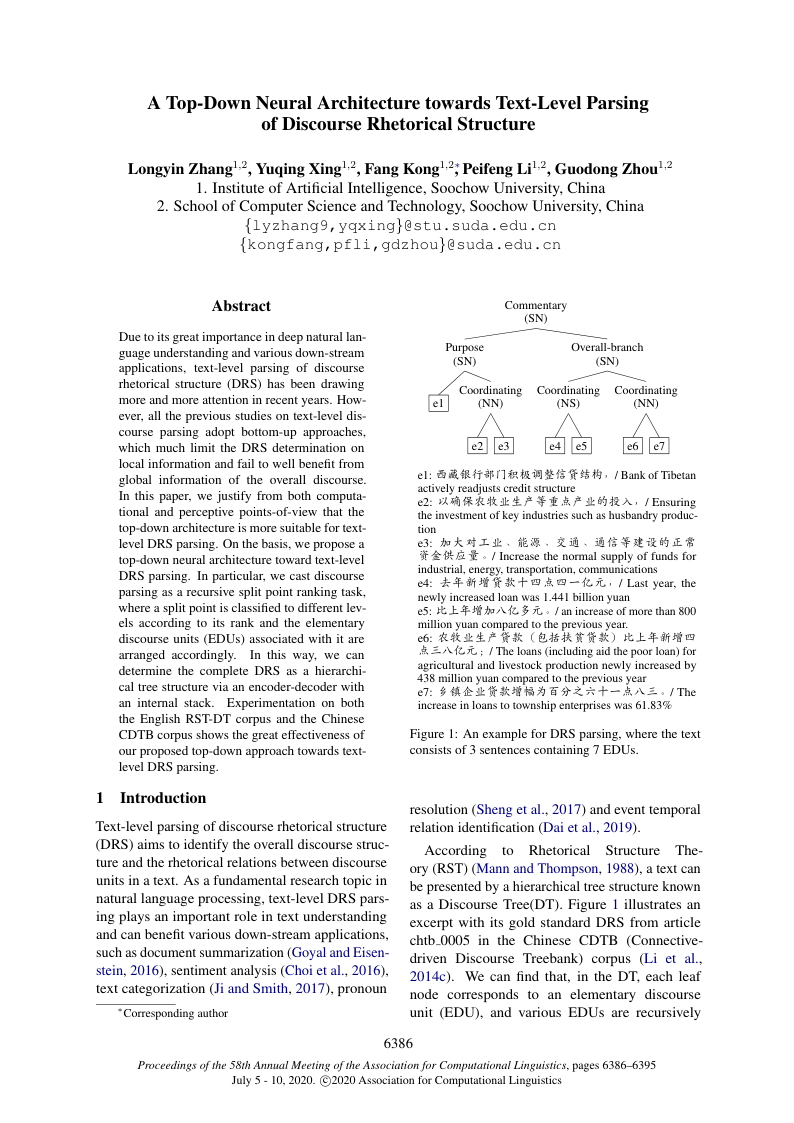 A Top-Down Neural Architecture towards Text-Level Parsing
of Discourse Rhetorical Structure
Longyin Zhang1,2, Yuqing Xing1,2, Fang Kong1,2*, Peifeng Li1,2, Guodong Zhou1,2
1. Institute of Artificial Intelligence, Soochow University, China
2. School of Computer Science and Technology, Soochow University, China
{lyzhang9,yqxing}@stu.suda.edu.cn
{kongfang,pfli,gdzhou}@suda.edu.cn
Abstract
Due to its great importance in deep natural lan-
guage understanding and various down-stream
applications, text-level parsing of discourse
rhetorical structure (DRS) has been drawing
more and more attention in recent years. How-
ever, all the previous studies on text-level dis-
course parsing adopt bottom-up approaches,
which much limit the DRS determination on
local information and fail to well benefit from
global information of the overall discourse.
In this paper, we justify from both computa-
tional and perceptive points-of-view that the
top-down architecture is more suitable for text-
level DRS parsing. On the basis, we propose a
top-down neural architecture toward text-level
DRS parsing. In particular, we cast discourse
parsing as a recursive split point ranking task,
where a split point is classified to different lev-
els according to its rank and the elementary
discourse units (EDUs) associated with it are
arranged accordingly. In this way, we can
determine the complete DRS as a hierarchi-
cal tree structure via an encoder-decoder with
an internal stack. Experimentation on both
the English RST-DT corpus and the Chinese
CDTB corpus shows the great effectiveness of
our proposed top-down approach towards text-
level DRS parsing.
1 Introduction
Text-level parsing of discourse rhetorical structure
(DRS) aims to identify the overall discourse struc-
ture and the rhetorical relations between discourse
units in a text. As a fundamental research topic in
natural language processing, text-level DRS pars-
ing plays an important role in text understanding
and can benefit various down-stream applications,
such as document summarization (Goyal and Eisen-
stein, 2016), sentiment analysis (Choi et al., 2016),
text categorization (Ji and Smith, 2017), pronoun
*Corresponding author
Commentary
(SN)
Purpose Overall-branch
(SN) (SN)
e1 Coordinating Coordinating Coordinating
(NN) (NS) (NN)
e2 e3 e4 e5 e6 e7
e1: 西藏银行部门积极调整信贷结构，/ Bank of Tibetan
actively readjusts credit structure
e2: 以确保农牧业生产等重点产业的投入，/ Ensuring
the investment of key industries such as husbandry produc-
tion
e3: 加大对工业、能源、交通、通信等建设的正常
资金供应量。/ Increase the normal supply of funds for
industrial, energy, transportation, communications
e4: 去年新增贷款十四点四一亿元，/ Last year, the
newly increased loan was 1.441 billion yuan
e5: 比上年增加八亿多元。/ an increase of more than 800
million yuan compared to the previous year.
e6: 农牧业生产贷款（包括扶贫贷款）比上年新增四
点三八亿元；/ The loans (including aid the poor loan) for
agricultural and livestock production newly increased by
438 million yuan compared to the previous year
e7: 乡镇企业贷款增幅为百分之六十一点八三。/ The
increase in loans to township enterprises was 61.83%
Figure 1: An example for DRS parsing, where the text
consists of 3 sentences containing 7 EDUs.
resolution (Sheng et al., 2017) and event temporal
relation identification (Dai et al., 2019).
According to Rhetorical Structure The-
ory (RST) (Mann and Thompson, 1988), a text can
be presented by a hierarchical tree structure known
as a Discourse Tree(DT). Figure 1 illustrates an
excerpt with its gold standard DRS from article
chtb_0005 in the Chinese CDTB (Connective-
driven Discourse Treebank) corpus (Li et al.,
2014c). We can find that, in the DT, each leaf
node corresponds to an elementary discourse
unit (EDU), and various EDUs are recursively
6386
Proceedings of the 58th Annual Meeting of the Association for Computational Linguistics, pages 6386–6395
July 5 - 10, 2020. ©2020 Association for Computational Linguistics